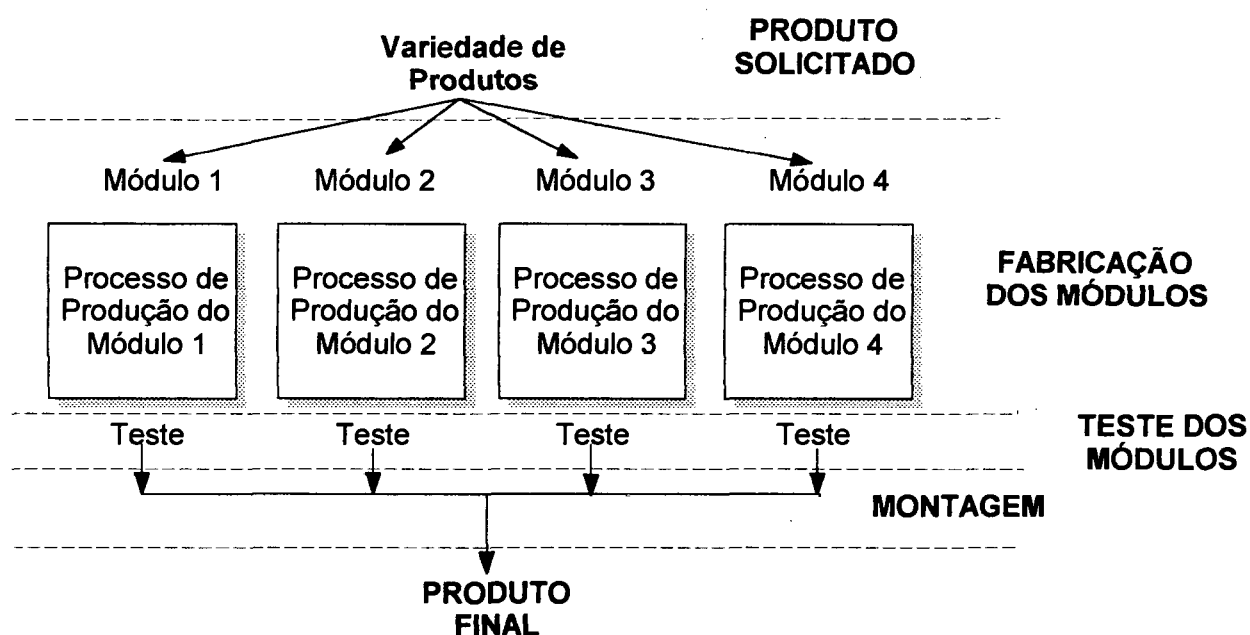 PRODUTO
SOLICITADO
Variedade de
Produtos
Módulo 1
Módulo 2
Módulo 3
Módulo 4
Processo de
Produção do
Módulo 1
Processo de
Produção do
Módulo 2
Processo de
Produção do
Módulo 3
Processo de
Produção do
Módulo 4
FABRICAÇÃO
DOS MÓDULOS
Teste
Teste
Teste
Teste
TESTE DOS
MÓDULOS
MONTAGEM
PRODUTO
FINAL